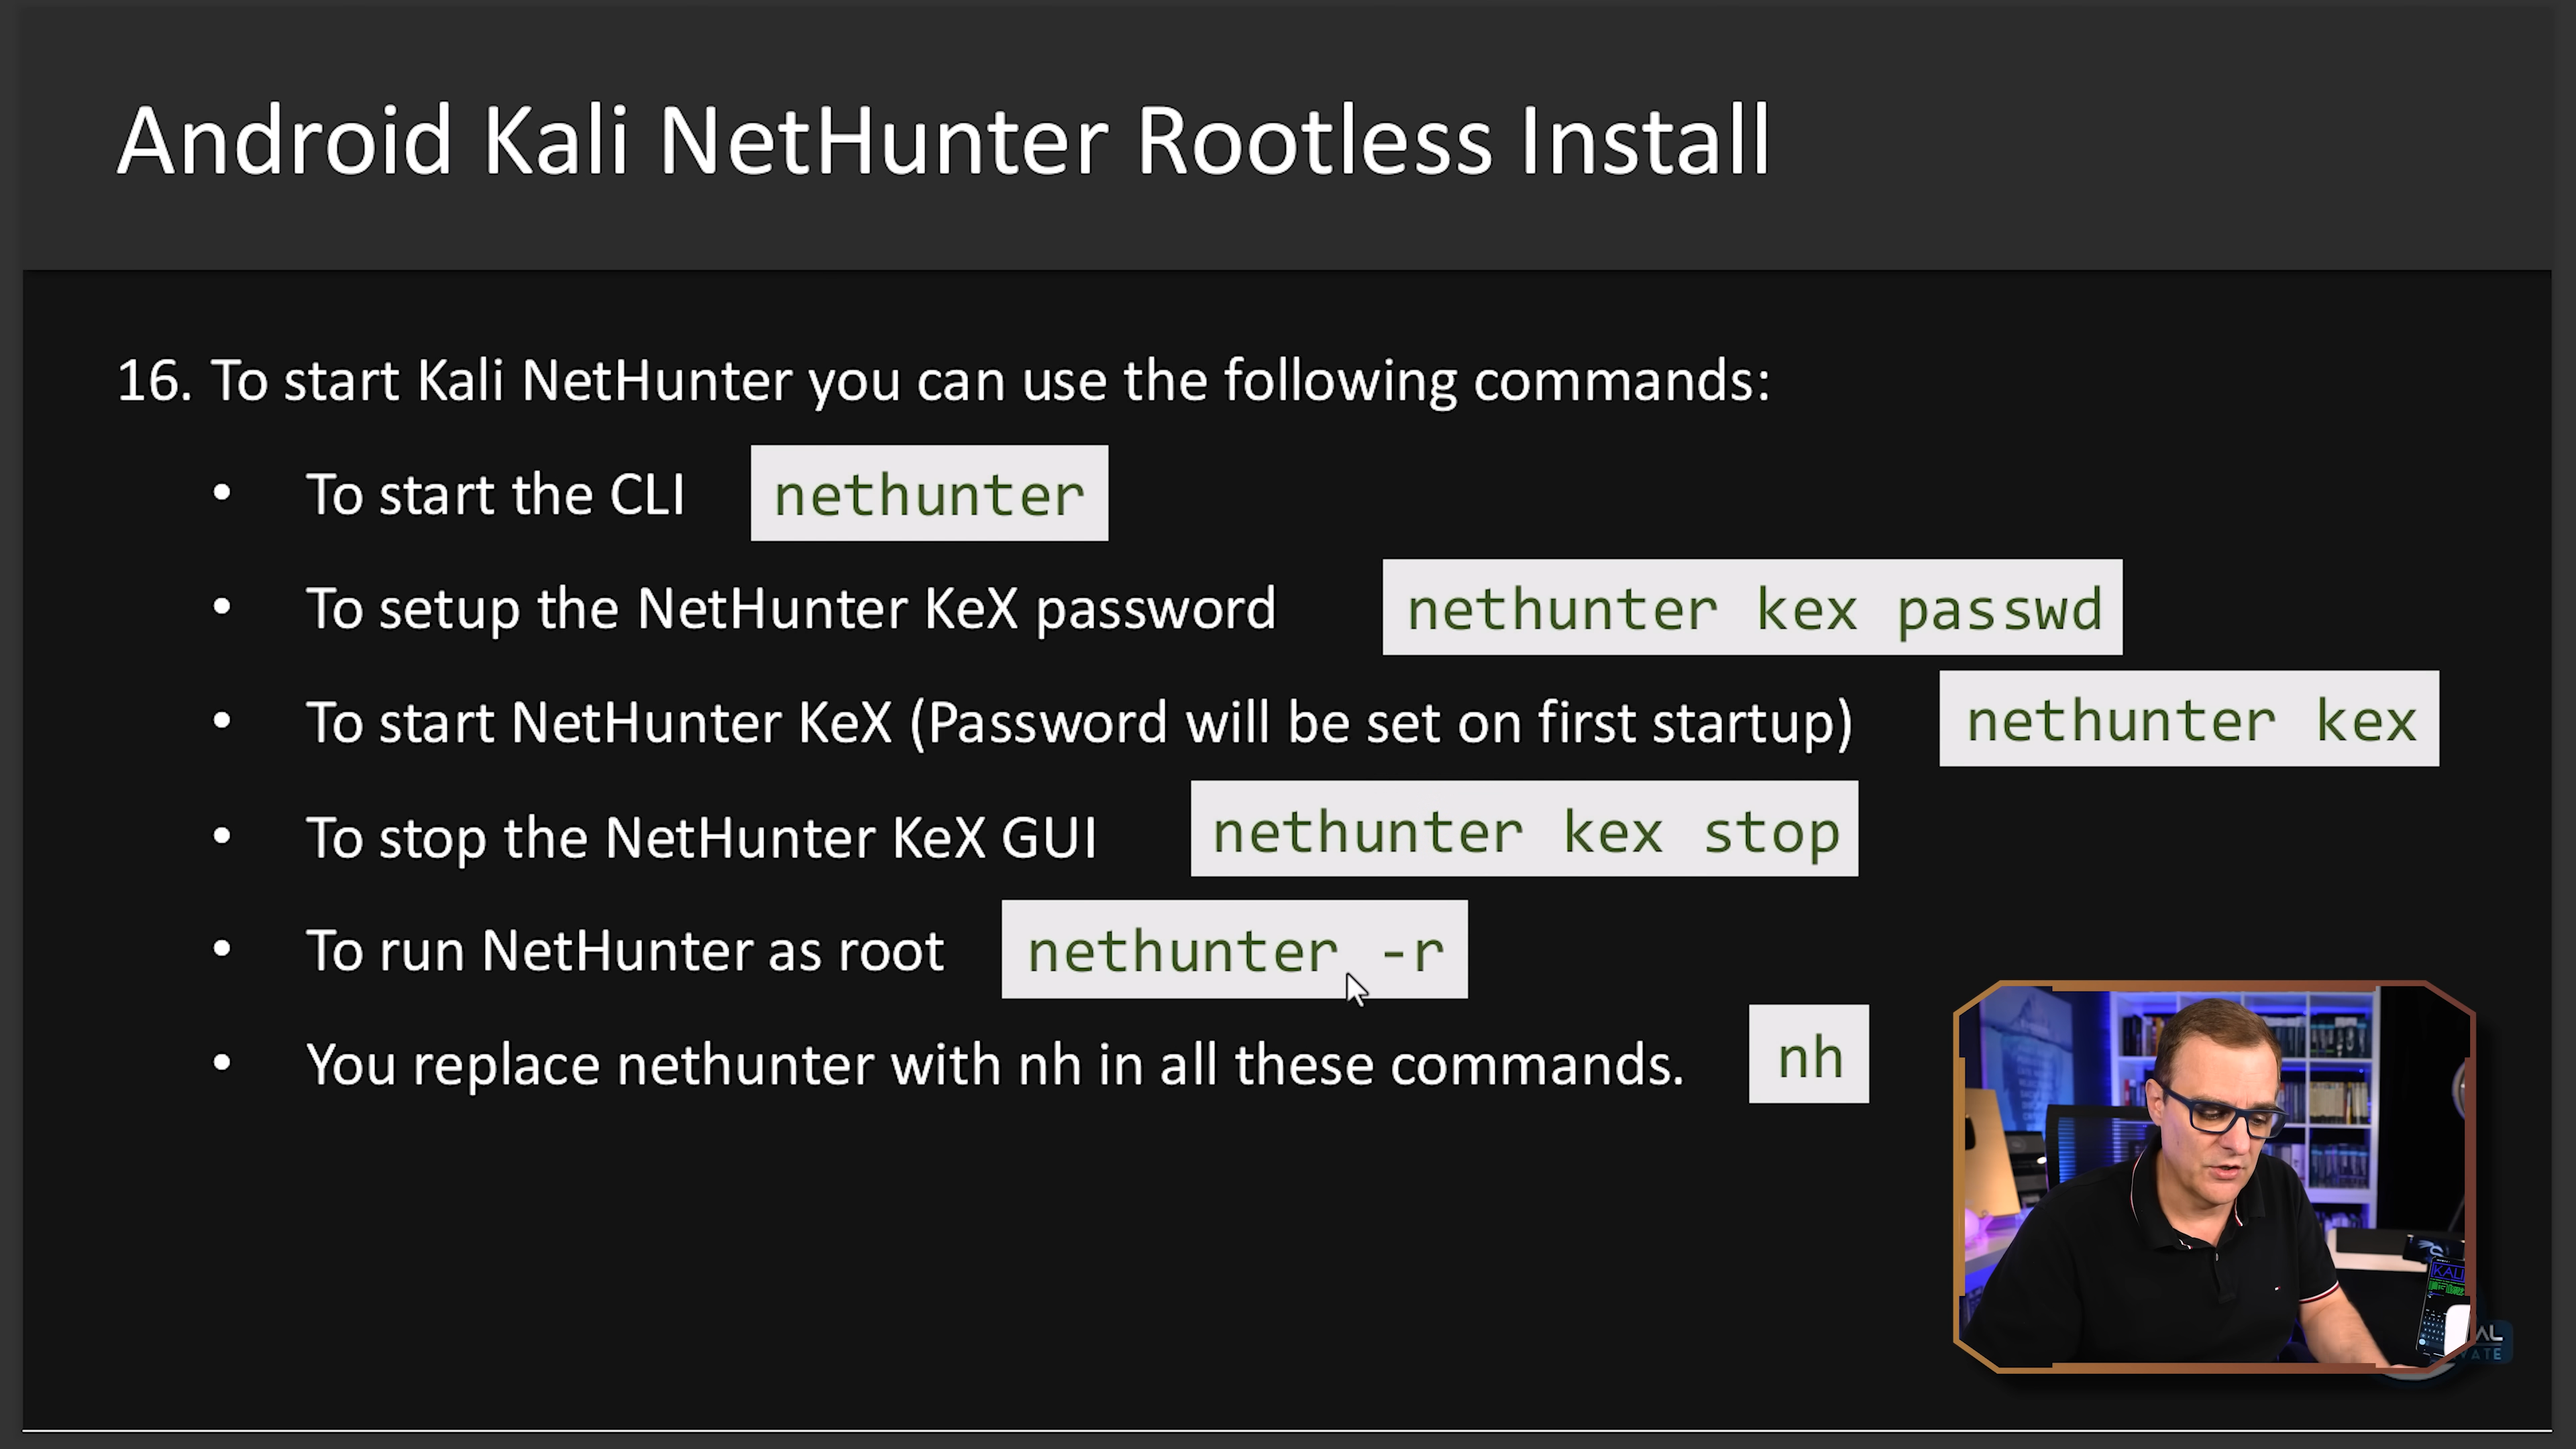 Android Kali NetHunter Rootless Install
16. To start Kali NetHunter you can use the following commands:
• To start the CLI nethunter
• To setup the NetHunter KeX password nethunter kex passwd
• To start NetHunter KeX (Password will be set on first startup) nethunter kex
• To stop the NetHunter KeX GUI nethunter kex stop
• To run NetHunter as root nethunter -r
• You replace nethunter with nh in all these commands. nh
KALI